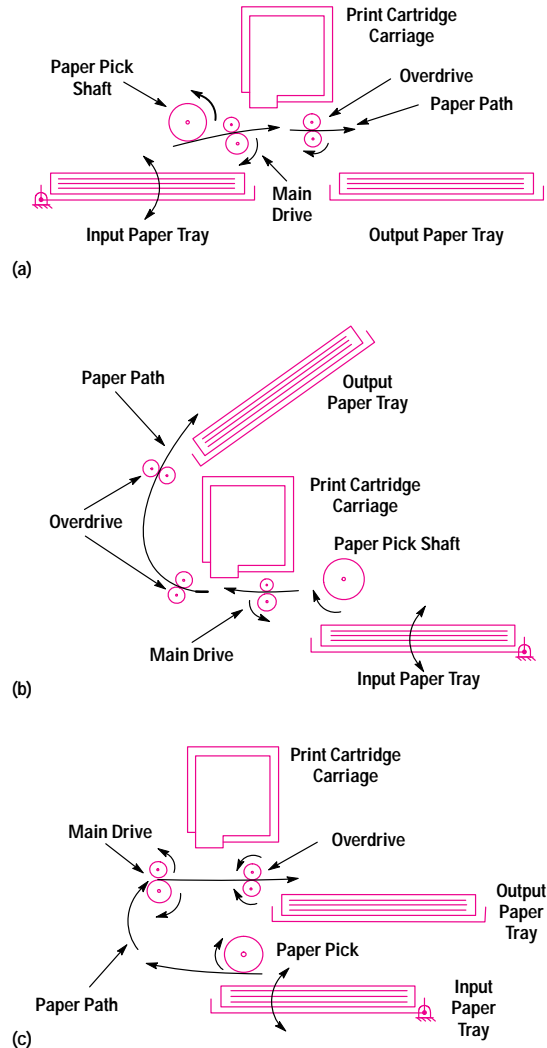 Print Cartridge
Carriage
Paper Pick
Shaft
Overdrive
Paper Path
Main
Drive
Input Paper Tray
Output Paper Tray
(a)
Paper Path
Output
Paper Tray
Print Cartridge
Carriage
Overdrive
Paper Pick Shaft
Main Drive
Input Paper Tray
(b)
Print Cartridge
Carriage
Main Drive
Overdrive
Output
Paper
Tray
Paper Pick
Paper Path
Input
Paper
Tray
(c)